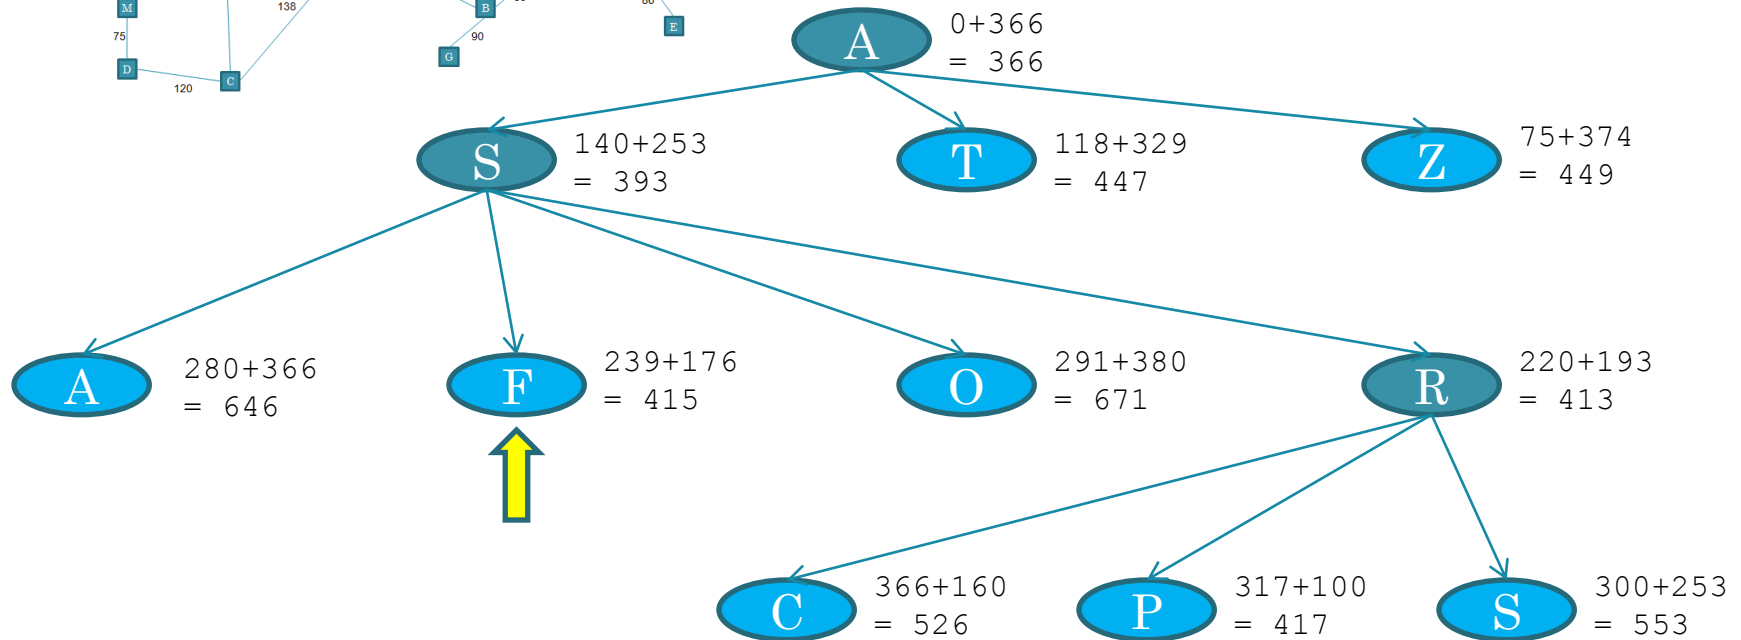 M
138
B
86
E
75
90
G
D
C
120
A
0+366
= 366
S
140+253
= 393
T
118+329
= 447
Z
75+374
= 449
A
280+366
= 646
F
239+176
= 415
O
291+380
= 671
R
220+193
= 413
C
366+160
= 526
P
317+100
= 417
S
300+253
= 553